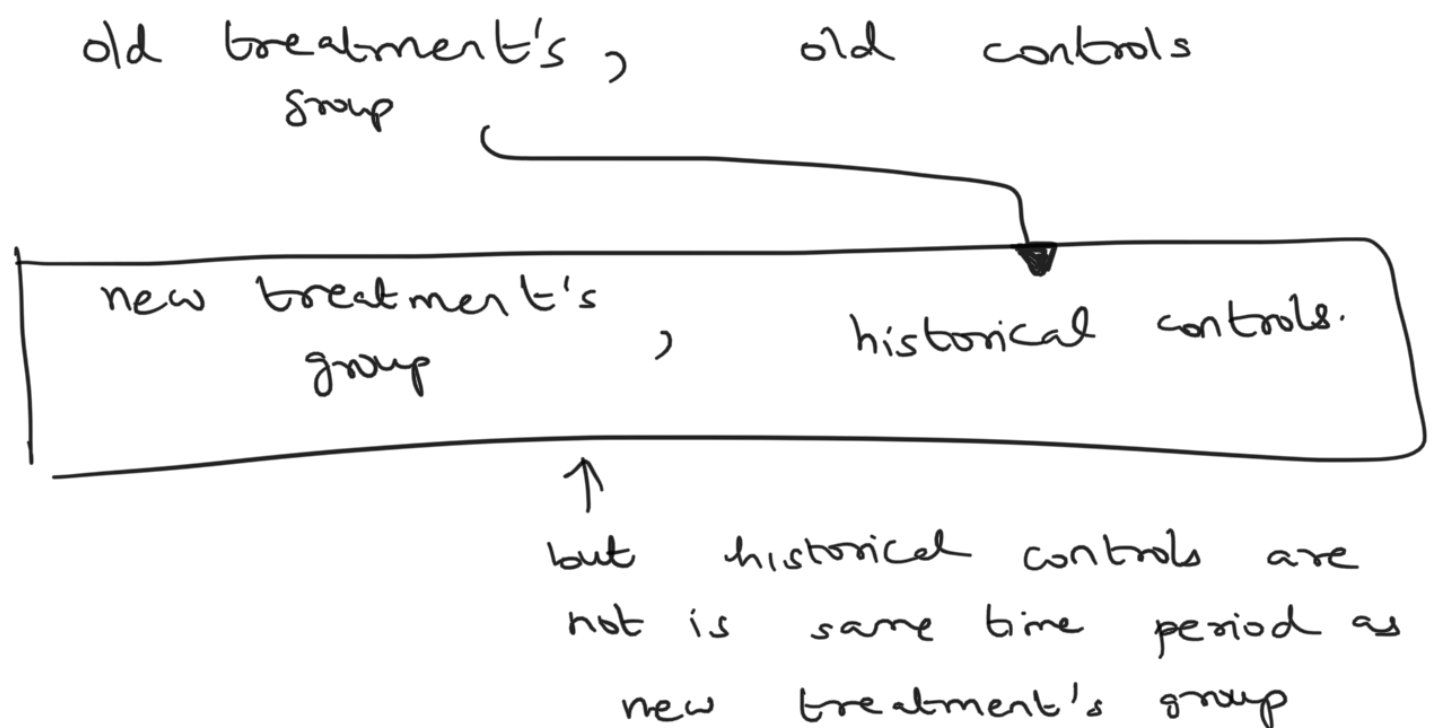 old treatment's, old controls
group
new treatment's
group , historical controls.
but historical controls are
not is same time period as
new treatment's group